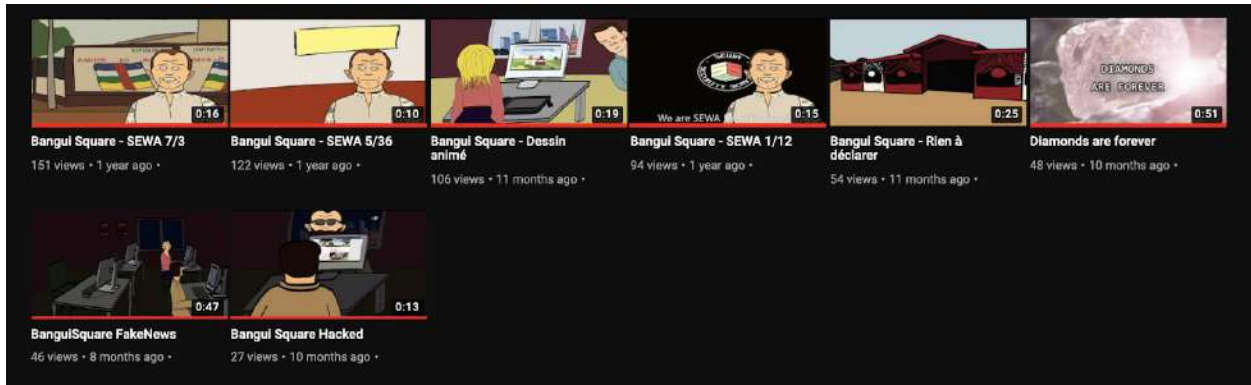 0:16
0:10
0:19
We are SEWA
0:15
0:25
DIAMONDS
ARE FOREVER
0:51
Bangui Square - SEWA 7/3
151 views • 1 year ago •
Bangui Square - SEWA 5/36
122 views • 1 year ago •
Bangui Square - Dessin
animé
106 views • 11 months ago •
Bangui Square - SEWA 1/12
94 views • 1 year ago •
Bangui Square - Rien à
déclarer
54 views • 11 months ago •
Diamonds are forever
48 views • 10 months ago •
0:47
0:13
BanguiSquare FakeNews
46 views • 8 months ago •
Bangui Square Hacked
27 views • 10 months ago •